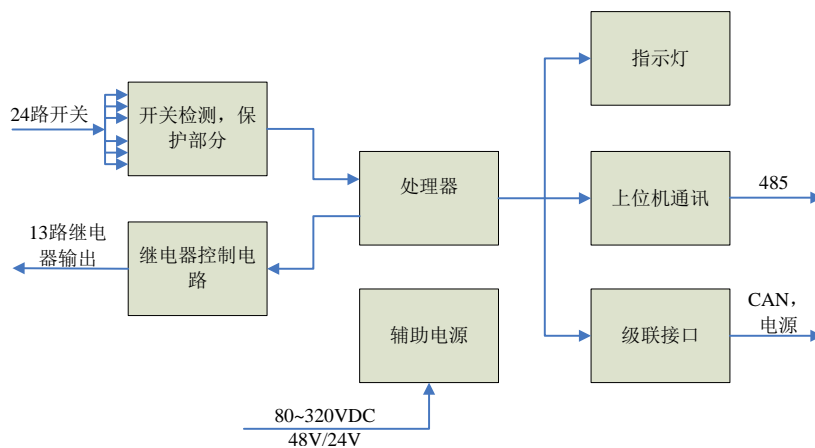 指示灯
24路开关
开关检测，保
护部分
处理器
上位机通讯
485
13路继电
器输出
继电器控制电
路
辅助电源
级联接口
CAN，
电源
80~320VDC
48V/24V